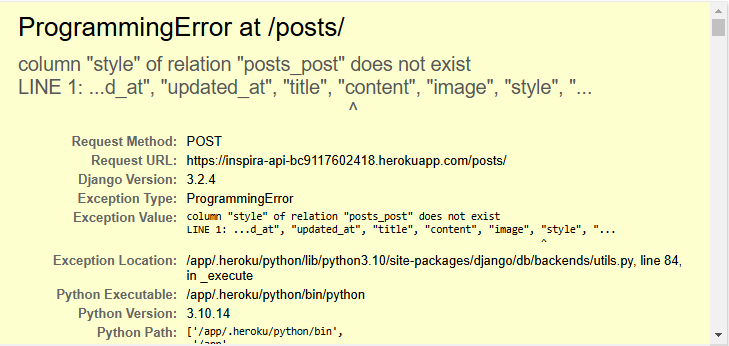 ProgrammingError at /posts/
column "style" of relation "posts_post" does not exist
LINE 1: ...d_at", "updated_at", "title", "content", "image", "style", "...
^
Request Method: POST
Request URL: https://inspira-api-bc9117602418.herokuapp.com/posts/
Django Version: 3.2.4
Exception Type: ProgrammingError
Exception Value: column "style" of relation "posts_post" does not exist
LINE 1: ...d_at", "updated_at", "title", "content", "image", "style", "...
^
Exception Location: /app/.heroku/python/lib/python3.10/site-packages/django/db/backends/utils.py, line 84,
in _execute
Python Executable: /app/.heroku/python/bin/python
Python Version: 3.10.14
Python Path: ['/app/.heroku/python/bin',